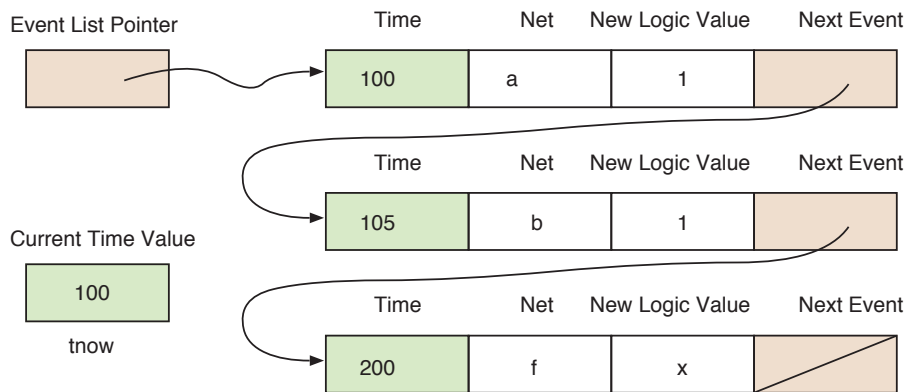 Event List Pointer
Time Net New Logic Value Next Event
100 a 1
Time Net New Logic Value Next Event
105 b 1
Current Time Value
100
tnow
Time Net New Logic Value Next Event
200 f x